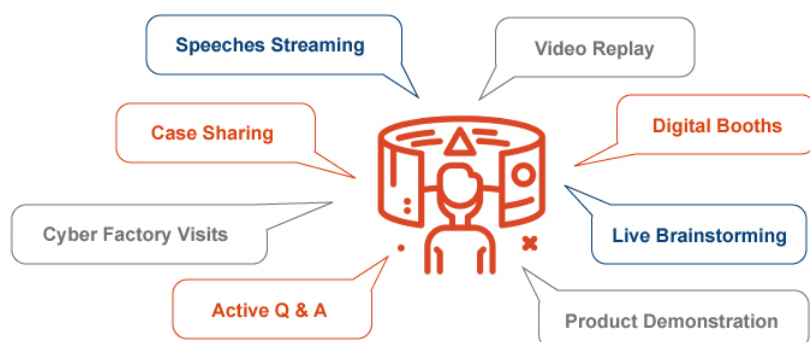 Speeches Streaming
Video Replay
Case Sharing
Digital Booths
Cyber Factory Visits
Live Brainstorming
Active Q & A
Product Demonstration